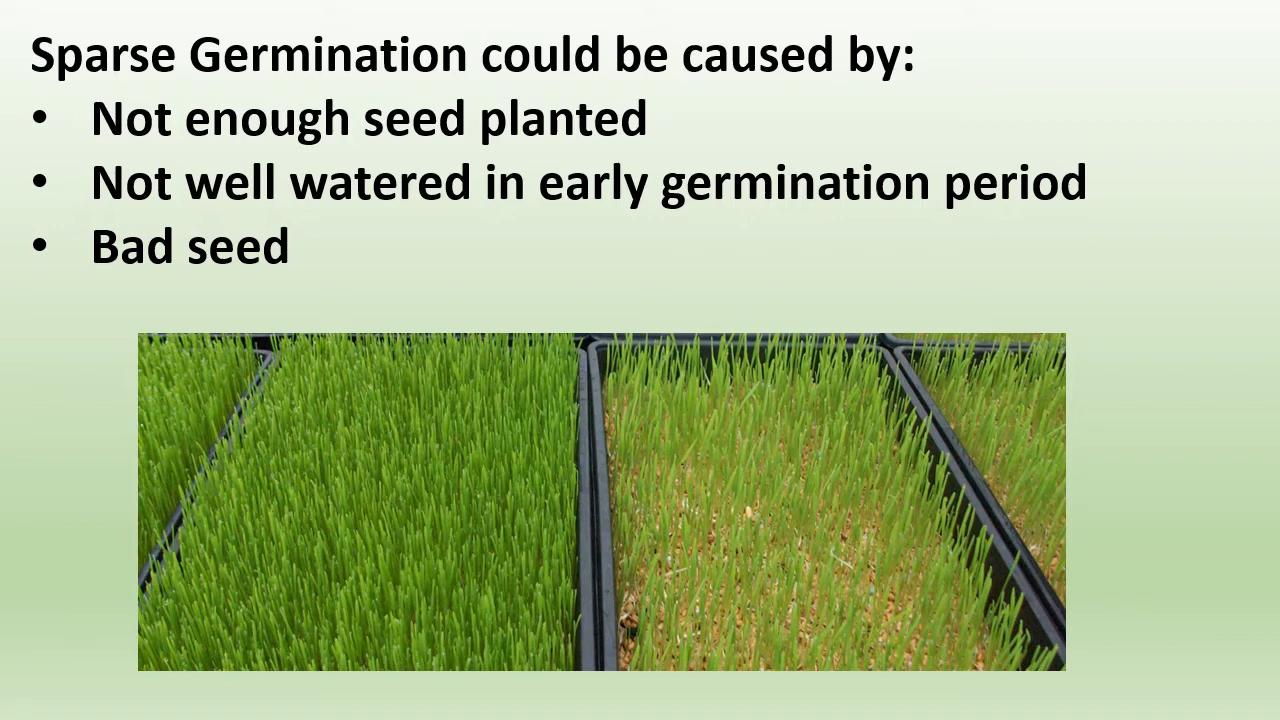 Sparse Germination could be caused by:
• Not enough seed planted
• Not well watered in early germination period
• Bad seed